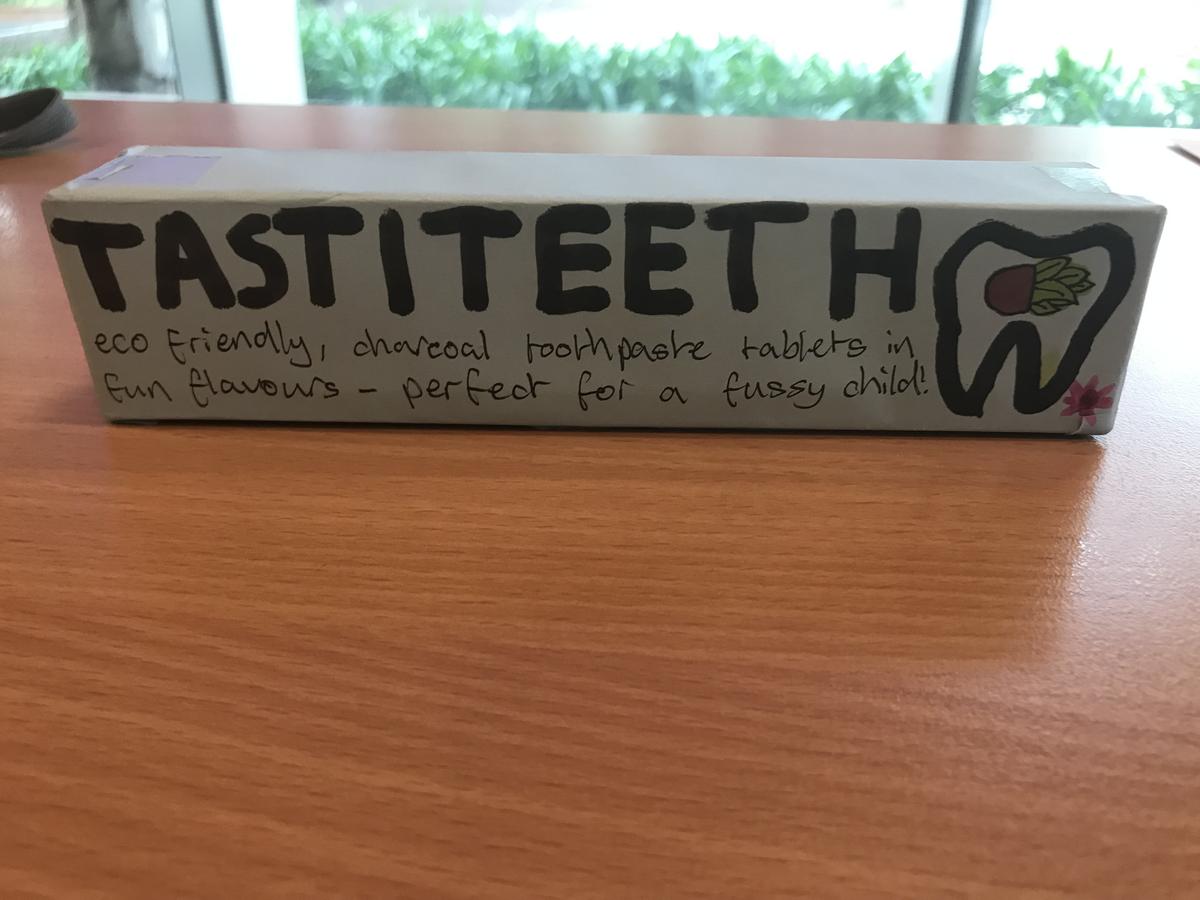 TASTITEETH
eco friendly, charcoal toothpaste tablets in
fun flavours - perfect for a fussy child!